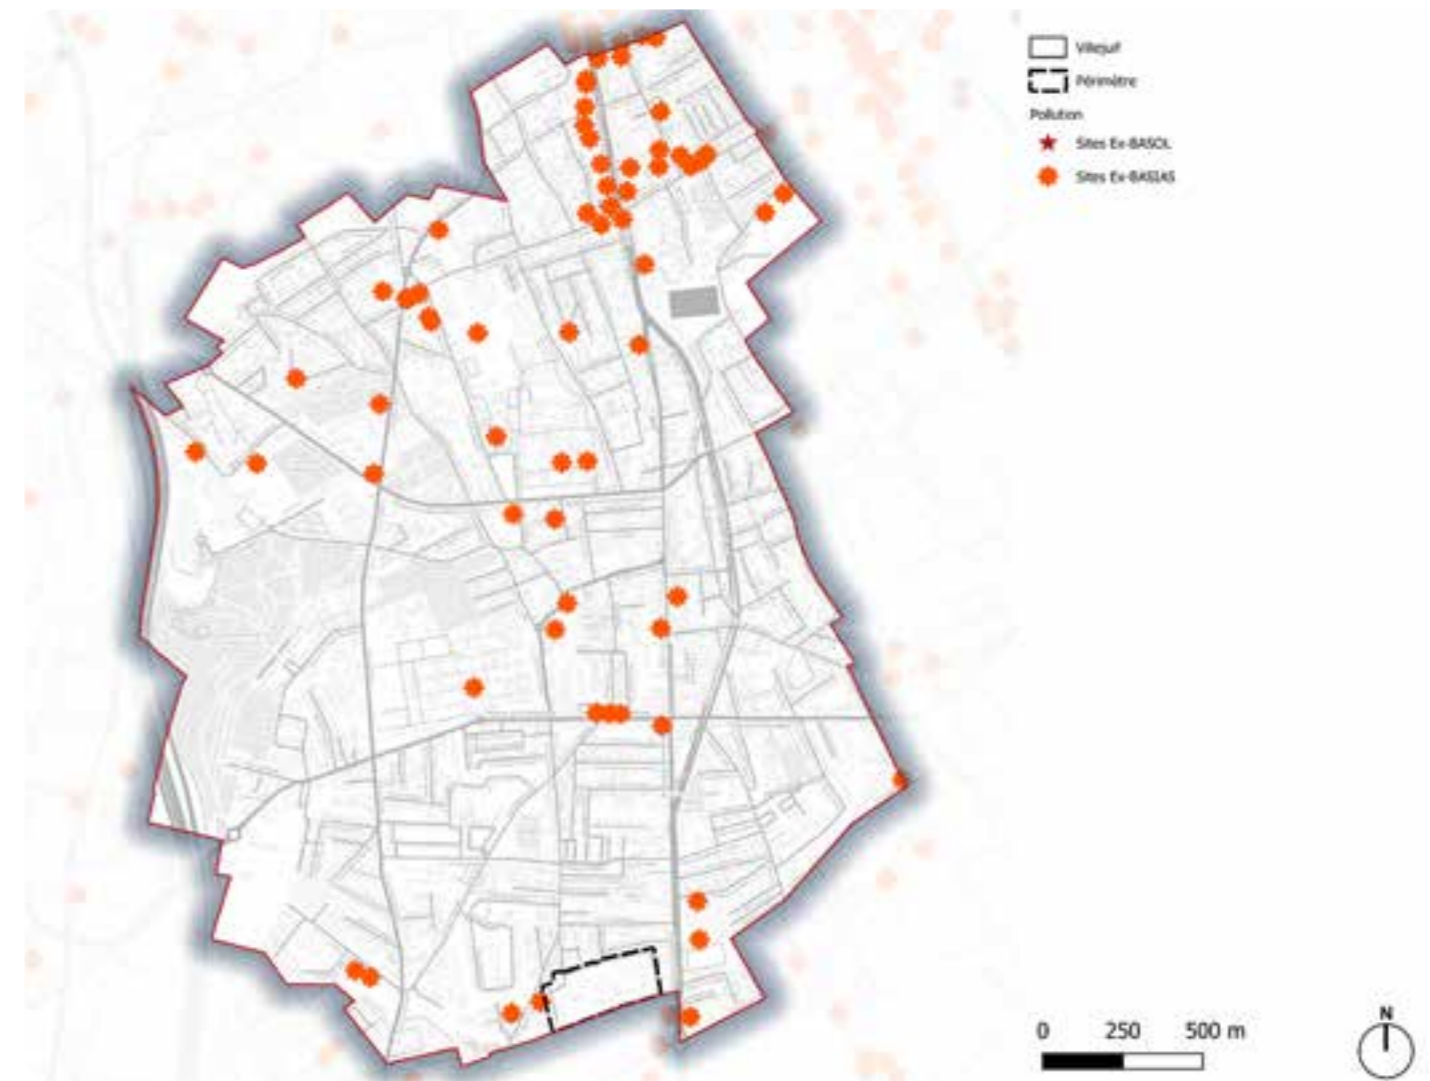 Villejuif
Périmètre
Pollution
Sites Ex-BASOL
Sites Ex-BASIAS
0 250 500 m
N